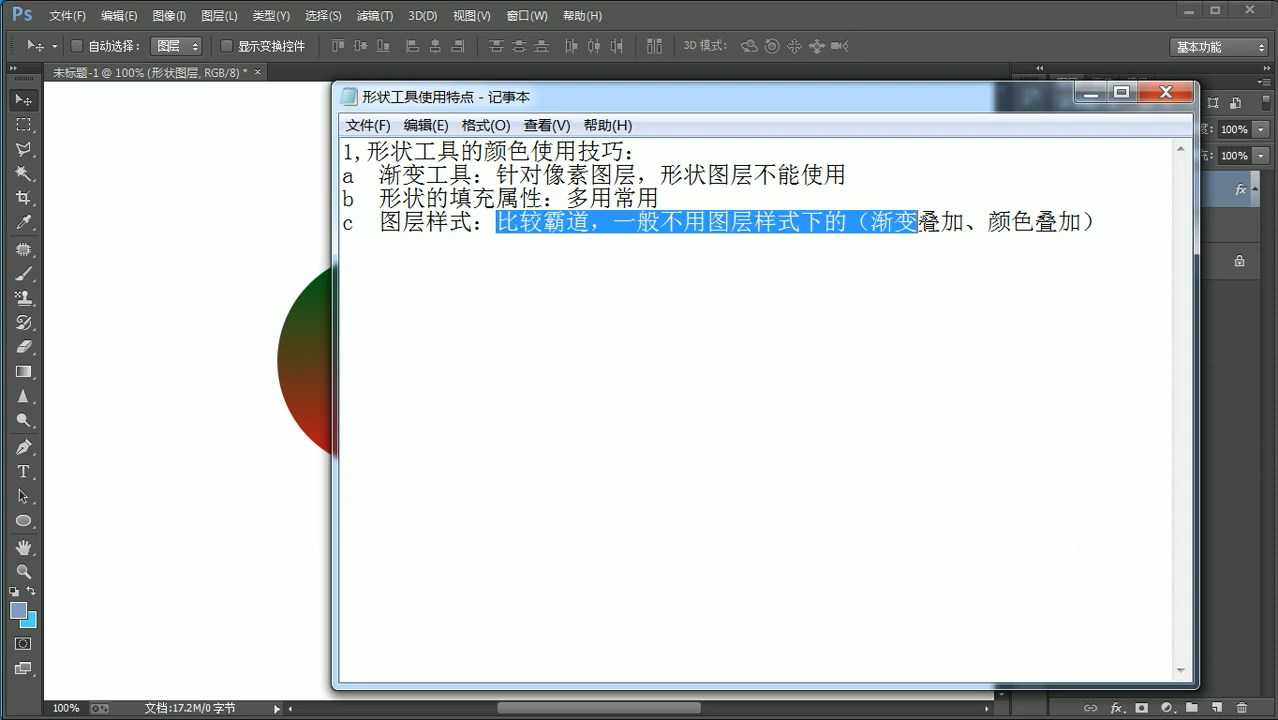 Ps 文件(F) 编辑(E) 图像(I) 图层(L) 类型(Y) 选择(S) 滤镜(T) 3D(D) 视图(V) 窗口(W) 帮助(H)
自动选择: 图层 显示变换控件 3D 模式: 基本功能
未标题-1 @ 100% (形状图层, RGB/8) * ×
形状工具使用特点 - 记事本
文件(F) 编辑(E) 格式(O) 查看(V) 帮助(H)
1,形状工具的颜色使用技巧：
a 渐变工具：针对像素图层，形状图层不能使用
b 形状的填充属性：多用常用
c 图层样式：比较霸道，一般不用图层样式下的（渐变叠加、颜色叠加）
100%
100%
fx
100% 文档:17.2M/0 字节
fx